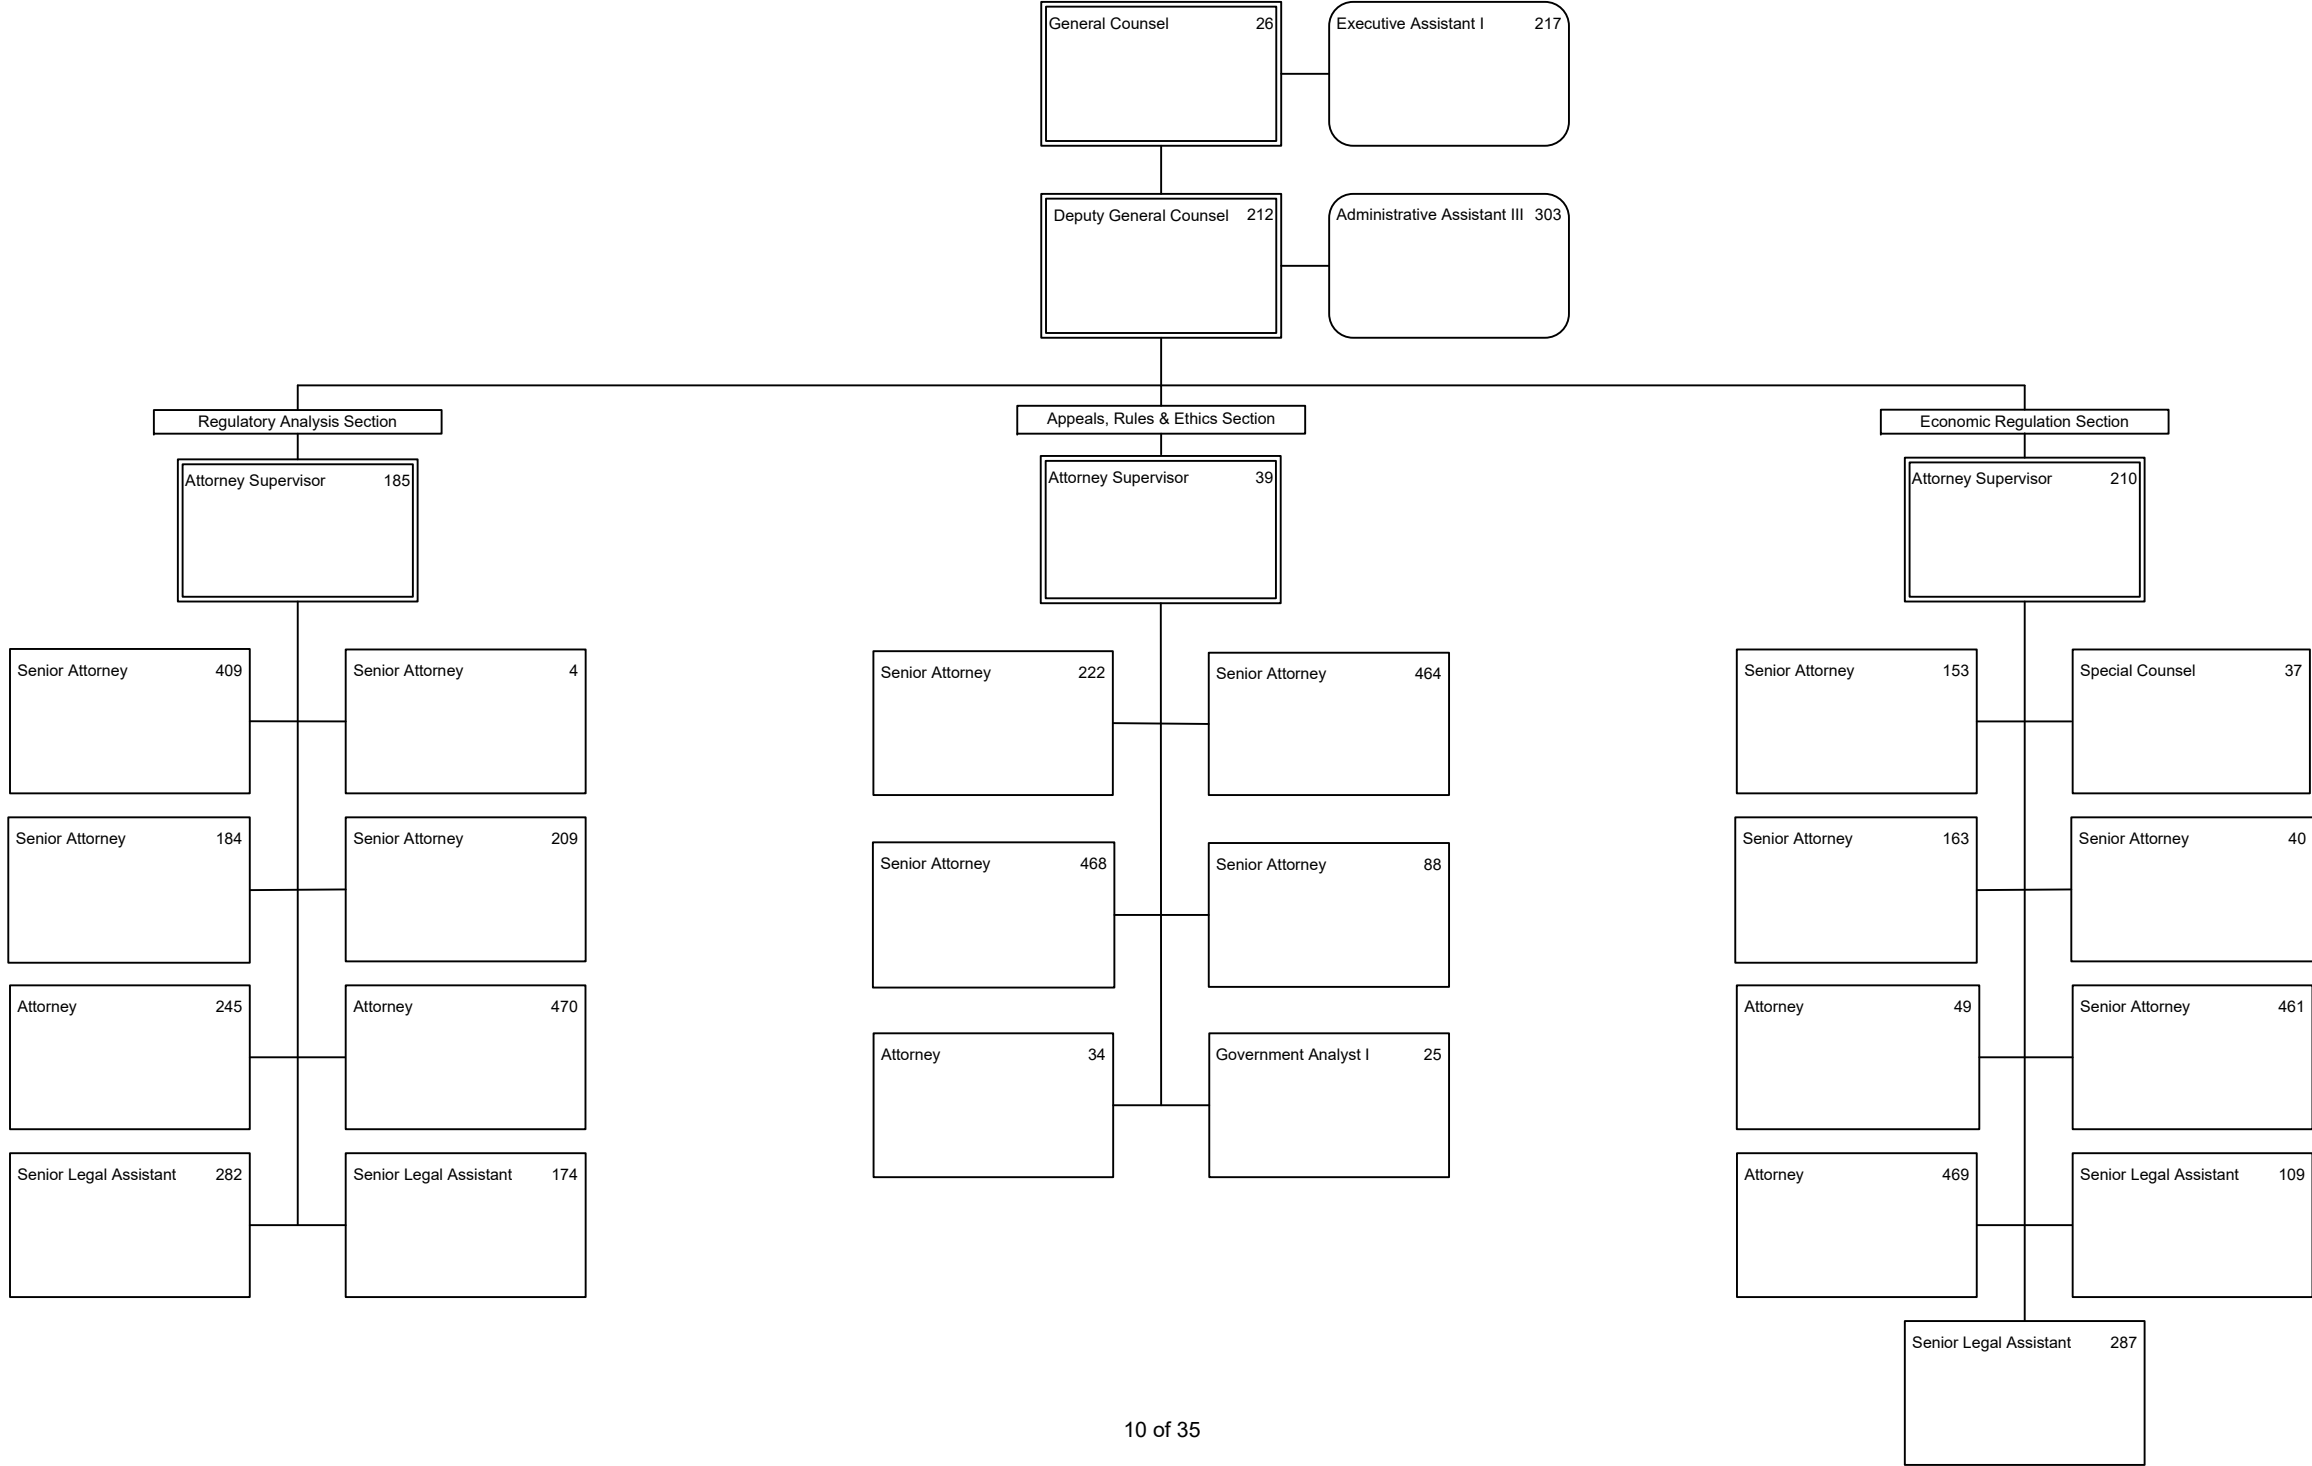 General Counsel 26
Executive Assistant I 217
Deputy General Counsel 212
Administrative Assistant III 303
Regulatory Analysis Section
Appeals, Rules & Ethics Section
Economic Regulation Section
Attorney Supervisor 185
Attorney Supervisor 39
Attorney Supervisor 210
Senior Attorney 409
Senior Attorney 4
Senior Attorney 222
Senior Attorney 464
Senior Attorney 153
Special Counsel 37
Senior Attorney 184
Senior Attorney 209
Senior Attorney 468
Senior Attorney 88
Senior Attorney 163
Senior Attorney 40
Attorney 245
Attorney 470
Attorney 34
Government Analyst I 25
Attorney 49
Senior Attorney 461
Senior Legal Assistant 282
Senior Legal Assistant 174
Attorney 469
Senior Legal Assistant 109
Senior Legal Assistant 287
10 of 35